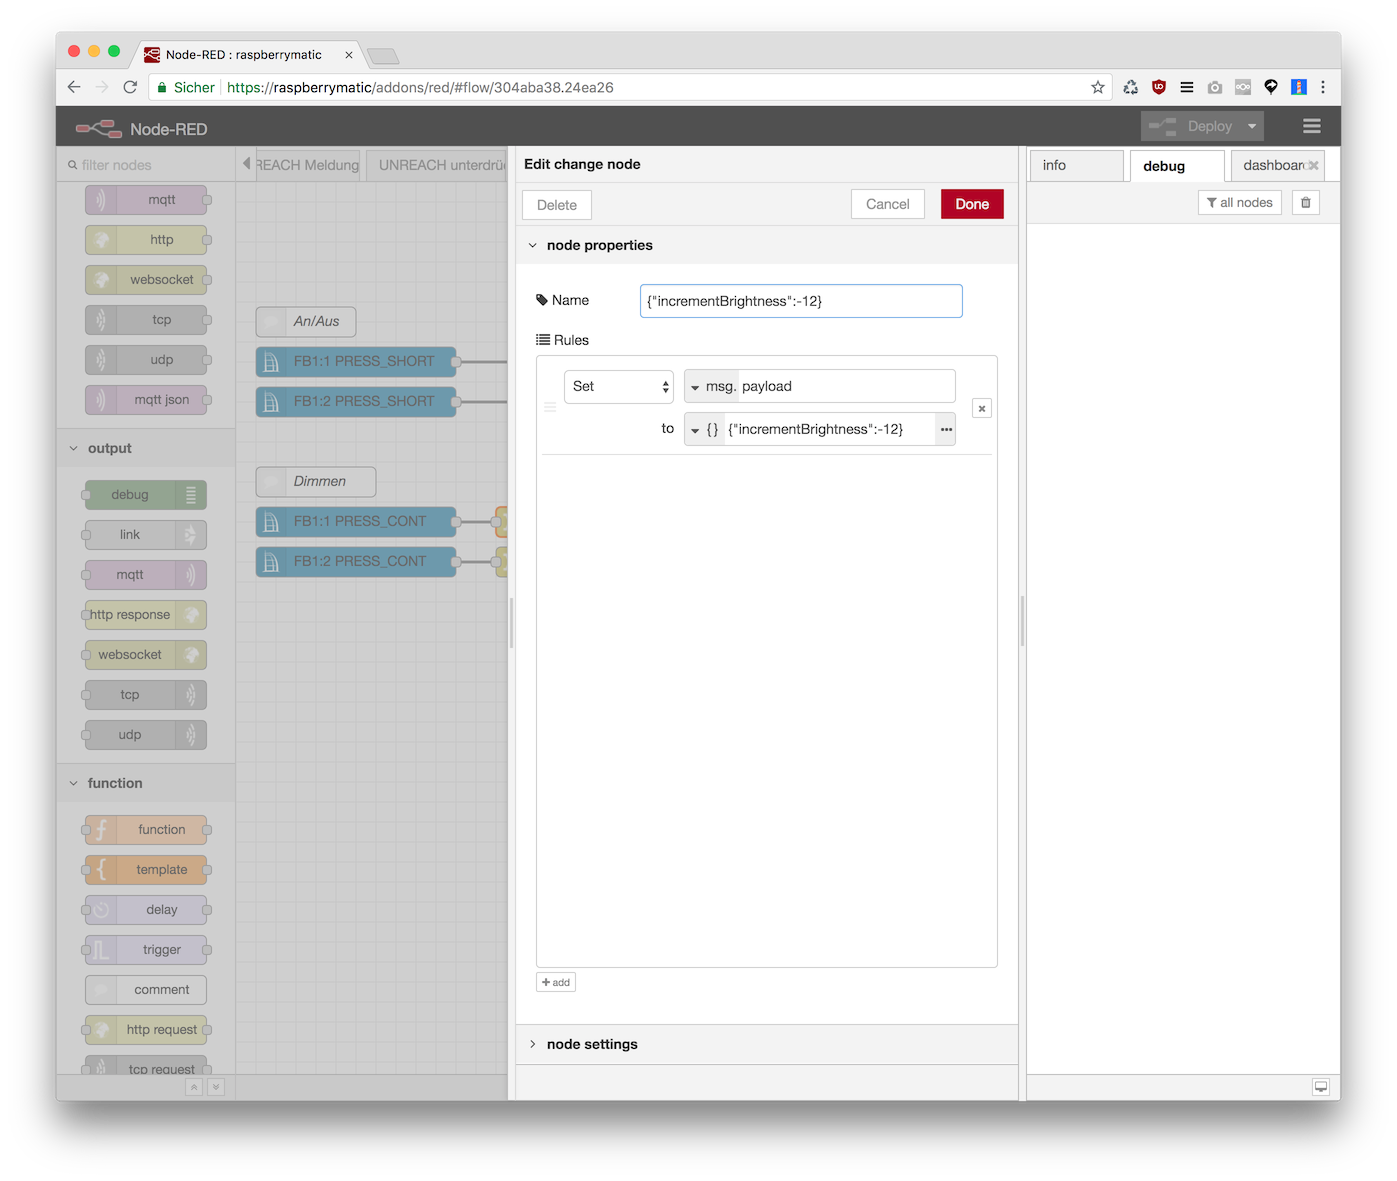 Node-RED : raspberrymatic
Sicher https://raspberrymatic/addons/red/#flow/304aba38.24ea26
Node-RED
Deploy
filter nodes
mqtt
http
websocket
tcp
udp
mqtt json
output
debug
link
mqtt
http response
websocket
tcp
udp
function
function
template
delay
trigger
comment
http request
tcp request
REACH Meldung
UNREACH unterdrü
An/Aus
FB1:1 PRESS_SHORT
FB1:2 PRESS_SHORT
Dimmen
FB1:1 PRESS_CONT
FB1:2 PRESS_CONT
Edit change node
Delete
Cancel
Done
node properties
Name
{"incrementBrightness":-12}
Rules
Set
msg. payload
to
{} {"incrementBrightness":-12}
add
node settings
info
debug
dashboar
all nodes